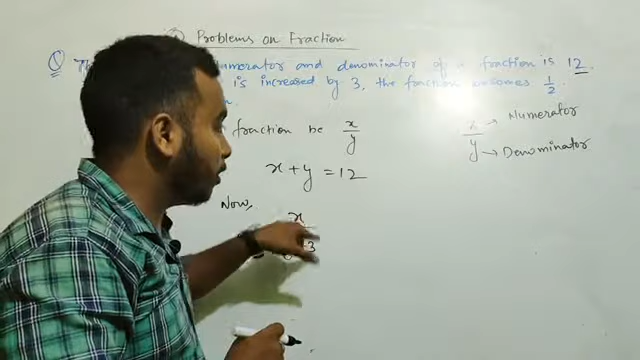 Problems on Fraction
Q numerator and denominator of a fraction is 12
is increased by 3, the fraction becomes 1/2
fraction be x/y
x/y → Numerator
→ Denominator
x + y = 12
Now,
x
3